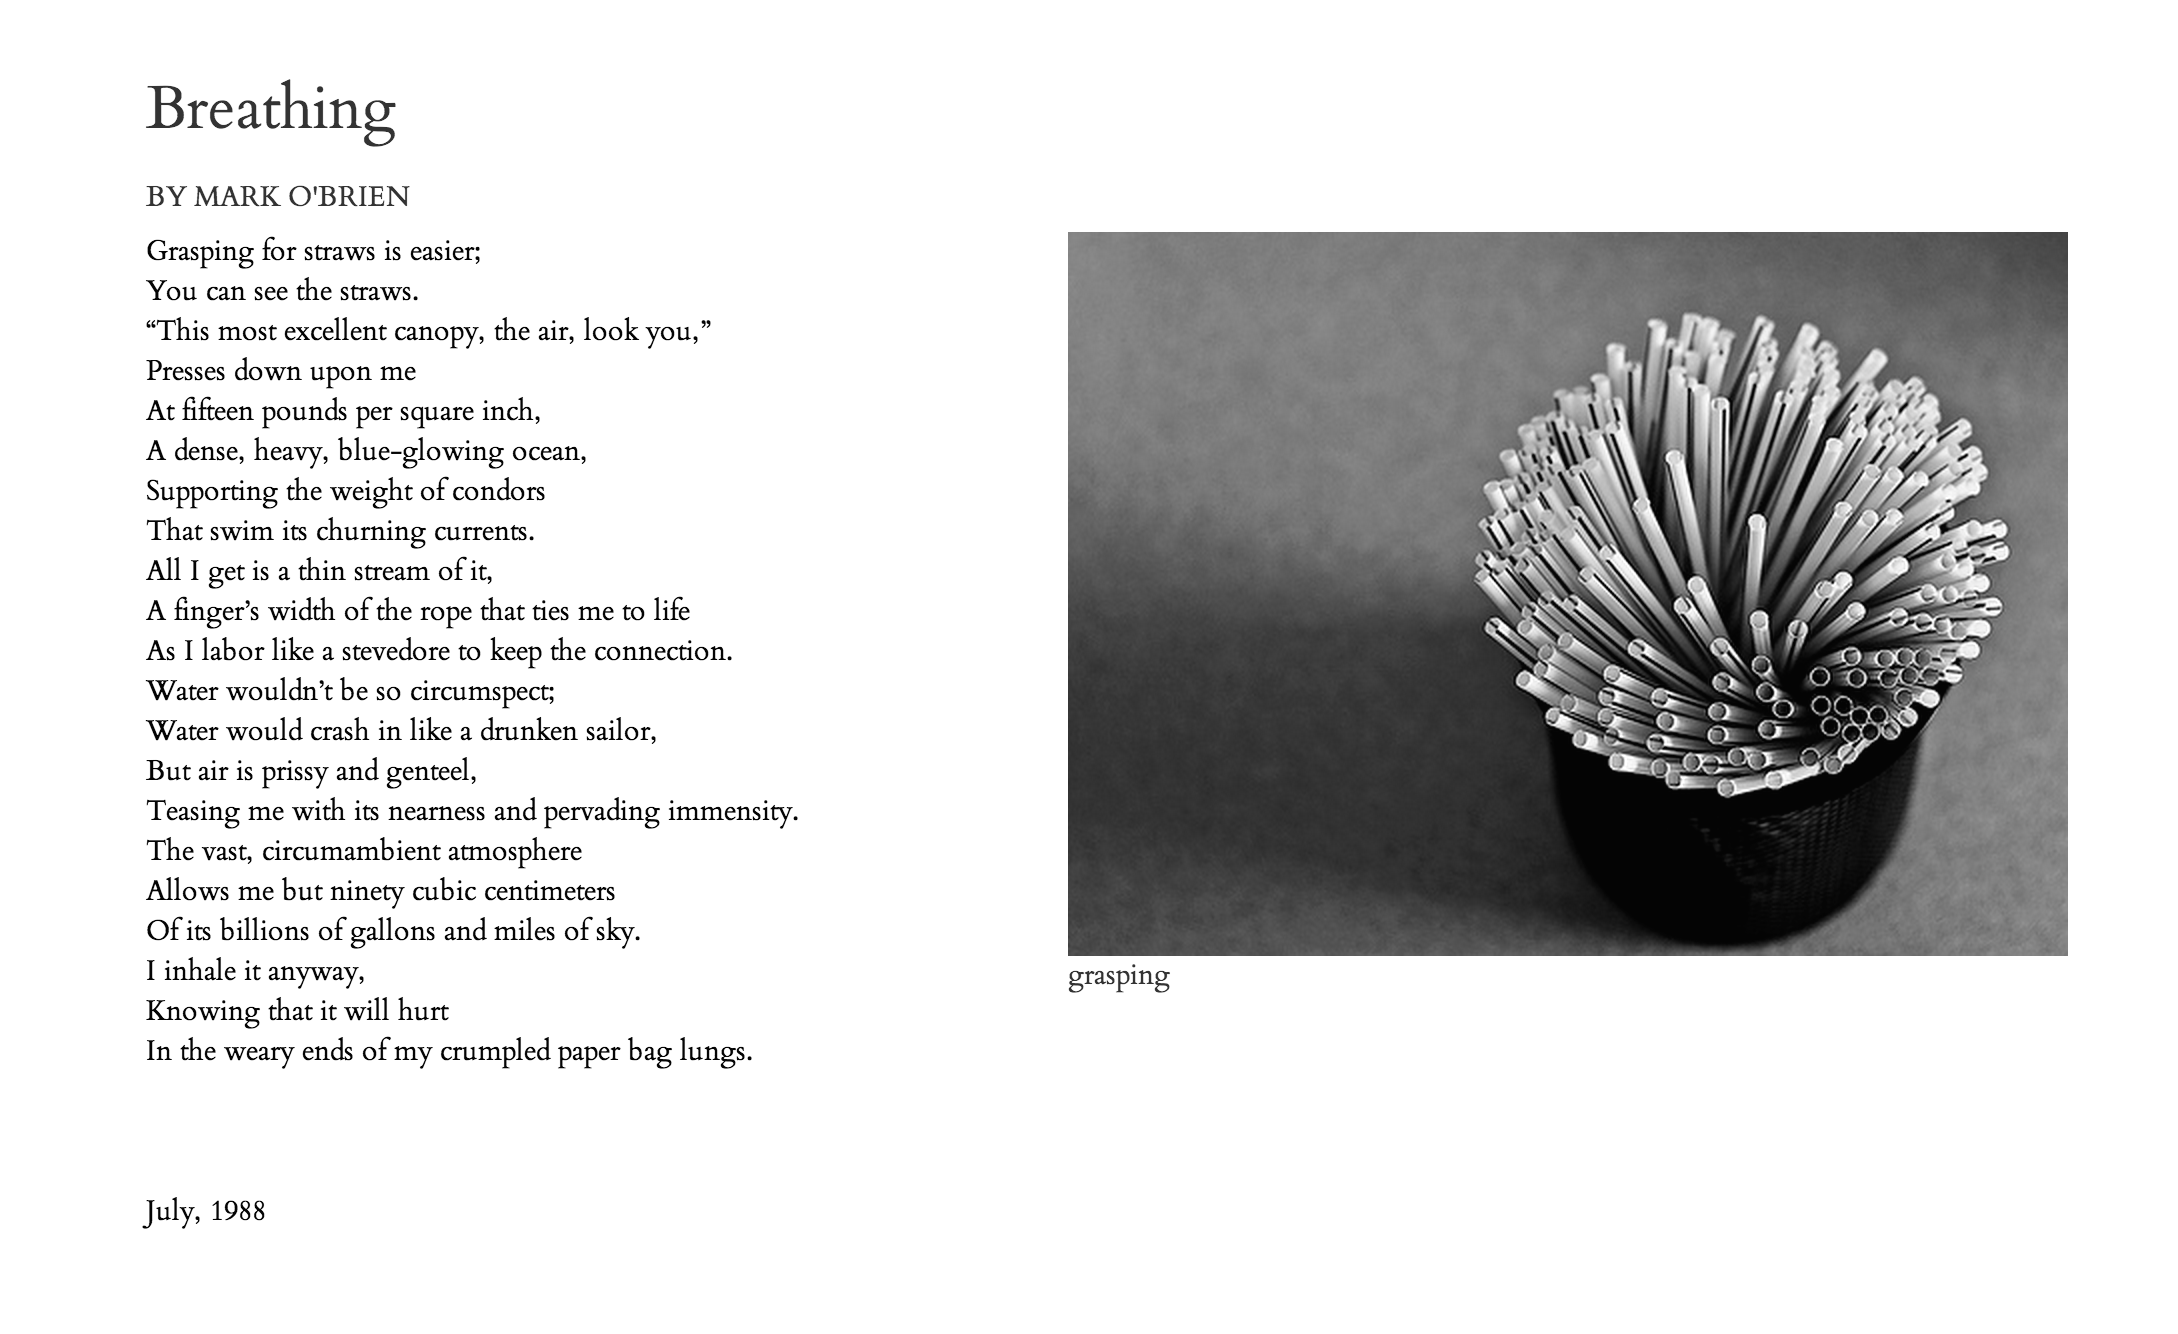 Breathing
BY MARK O'BRIEN
Grasping for straws is easier;
You can see the straws.
“This most excellent canopy, the air, look you,”
Presses down upon me
At fifteen pounds per square inch,
A dense, heavy, blue-glowing ocean,
Supporting the weight of condors
That swim its churning currents.
All I get is a thin stream of it,
A finger’s width of the rope that ties me to life
As I labor like a stevedore to keep the connection.
Water wouldn’t be so circumspect;
Water would crash in like a drunken sailor,
But air is prissy and genteel,
Teasing me with its nearness and pervading immensity.
The vast, circumambient atmosphere
Allows me but ninety cubic centimeters
Of its billions of gallons and miles of sky.
I inhale it anyway,
Knowing that it will hurt
In the weary ends of my crumpled paper bag lungs.
July, 1988
grasping